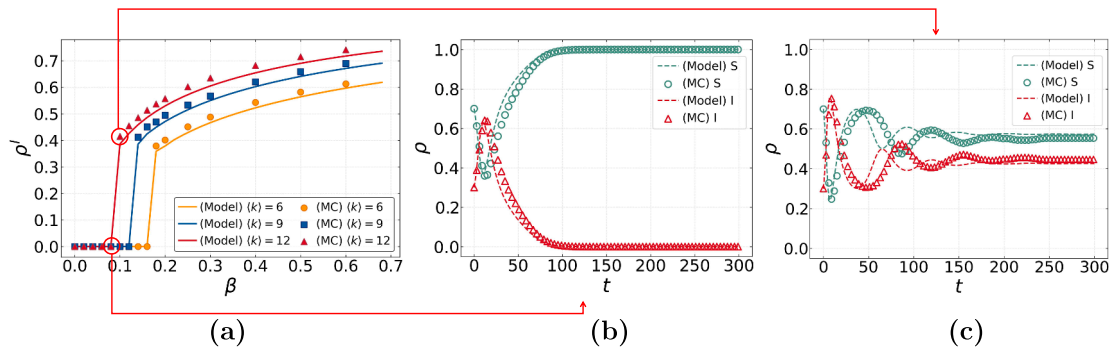 0.7
0.6
0.5
0.4
0.3
0.2
0.1
0.0
ρ^I
(Model) ⟨k⟩ = 6
(Model) ⟨k⟩ = 9
(Model) ⟨k⟩ = 12
(MC) ⟨k⟩ = 6
(MC) ⟨k⟩ = 9
(MC) ⟨k⟩ = 12
0.0 0.1 0.2 0.3 0.4 0.5 0.6 0.7
β
(a)
1.0
0.8
0.6
0.4
0.2
0.0
ρ
(Model) S
(MC) S
(Model) I
(MC) I
0 50 100 150 200 250 300
t
(b)
1.0
0.8
0.6
0.4
0.2
0.0
ρ
(Model) S
(MC) S
(Model) I
(MC) I
0 50 100 150 200 250 300
t
(c)